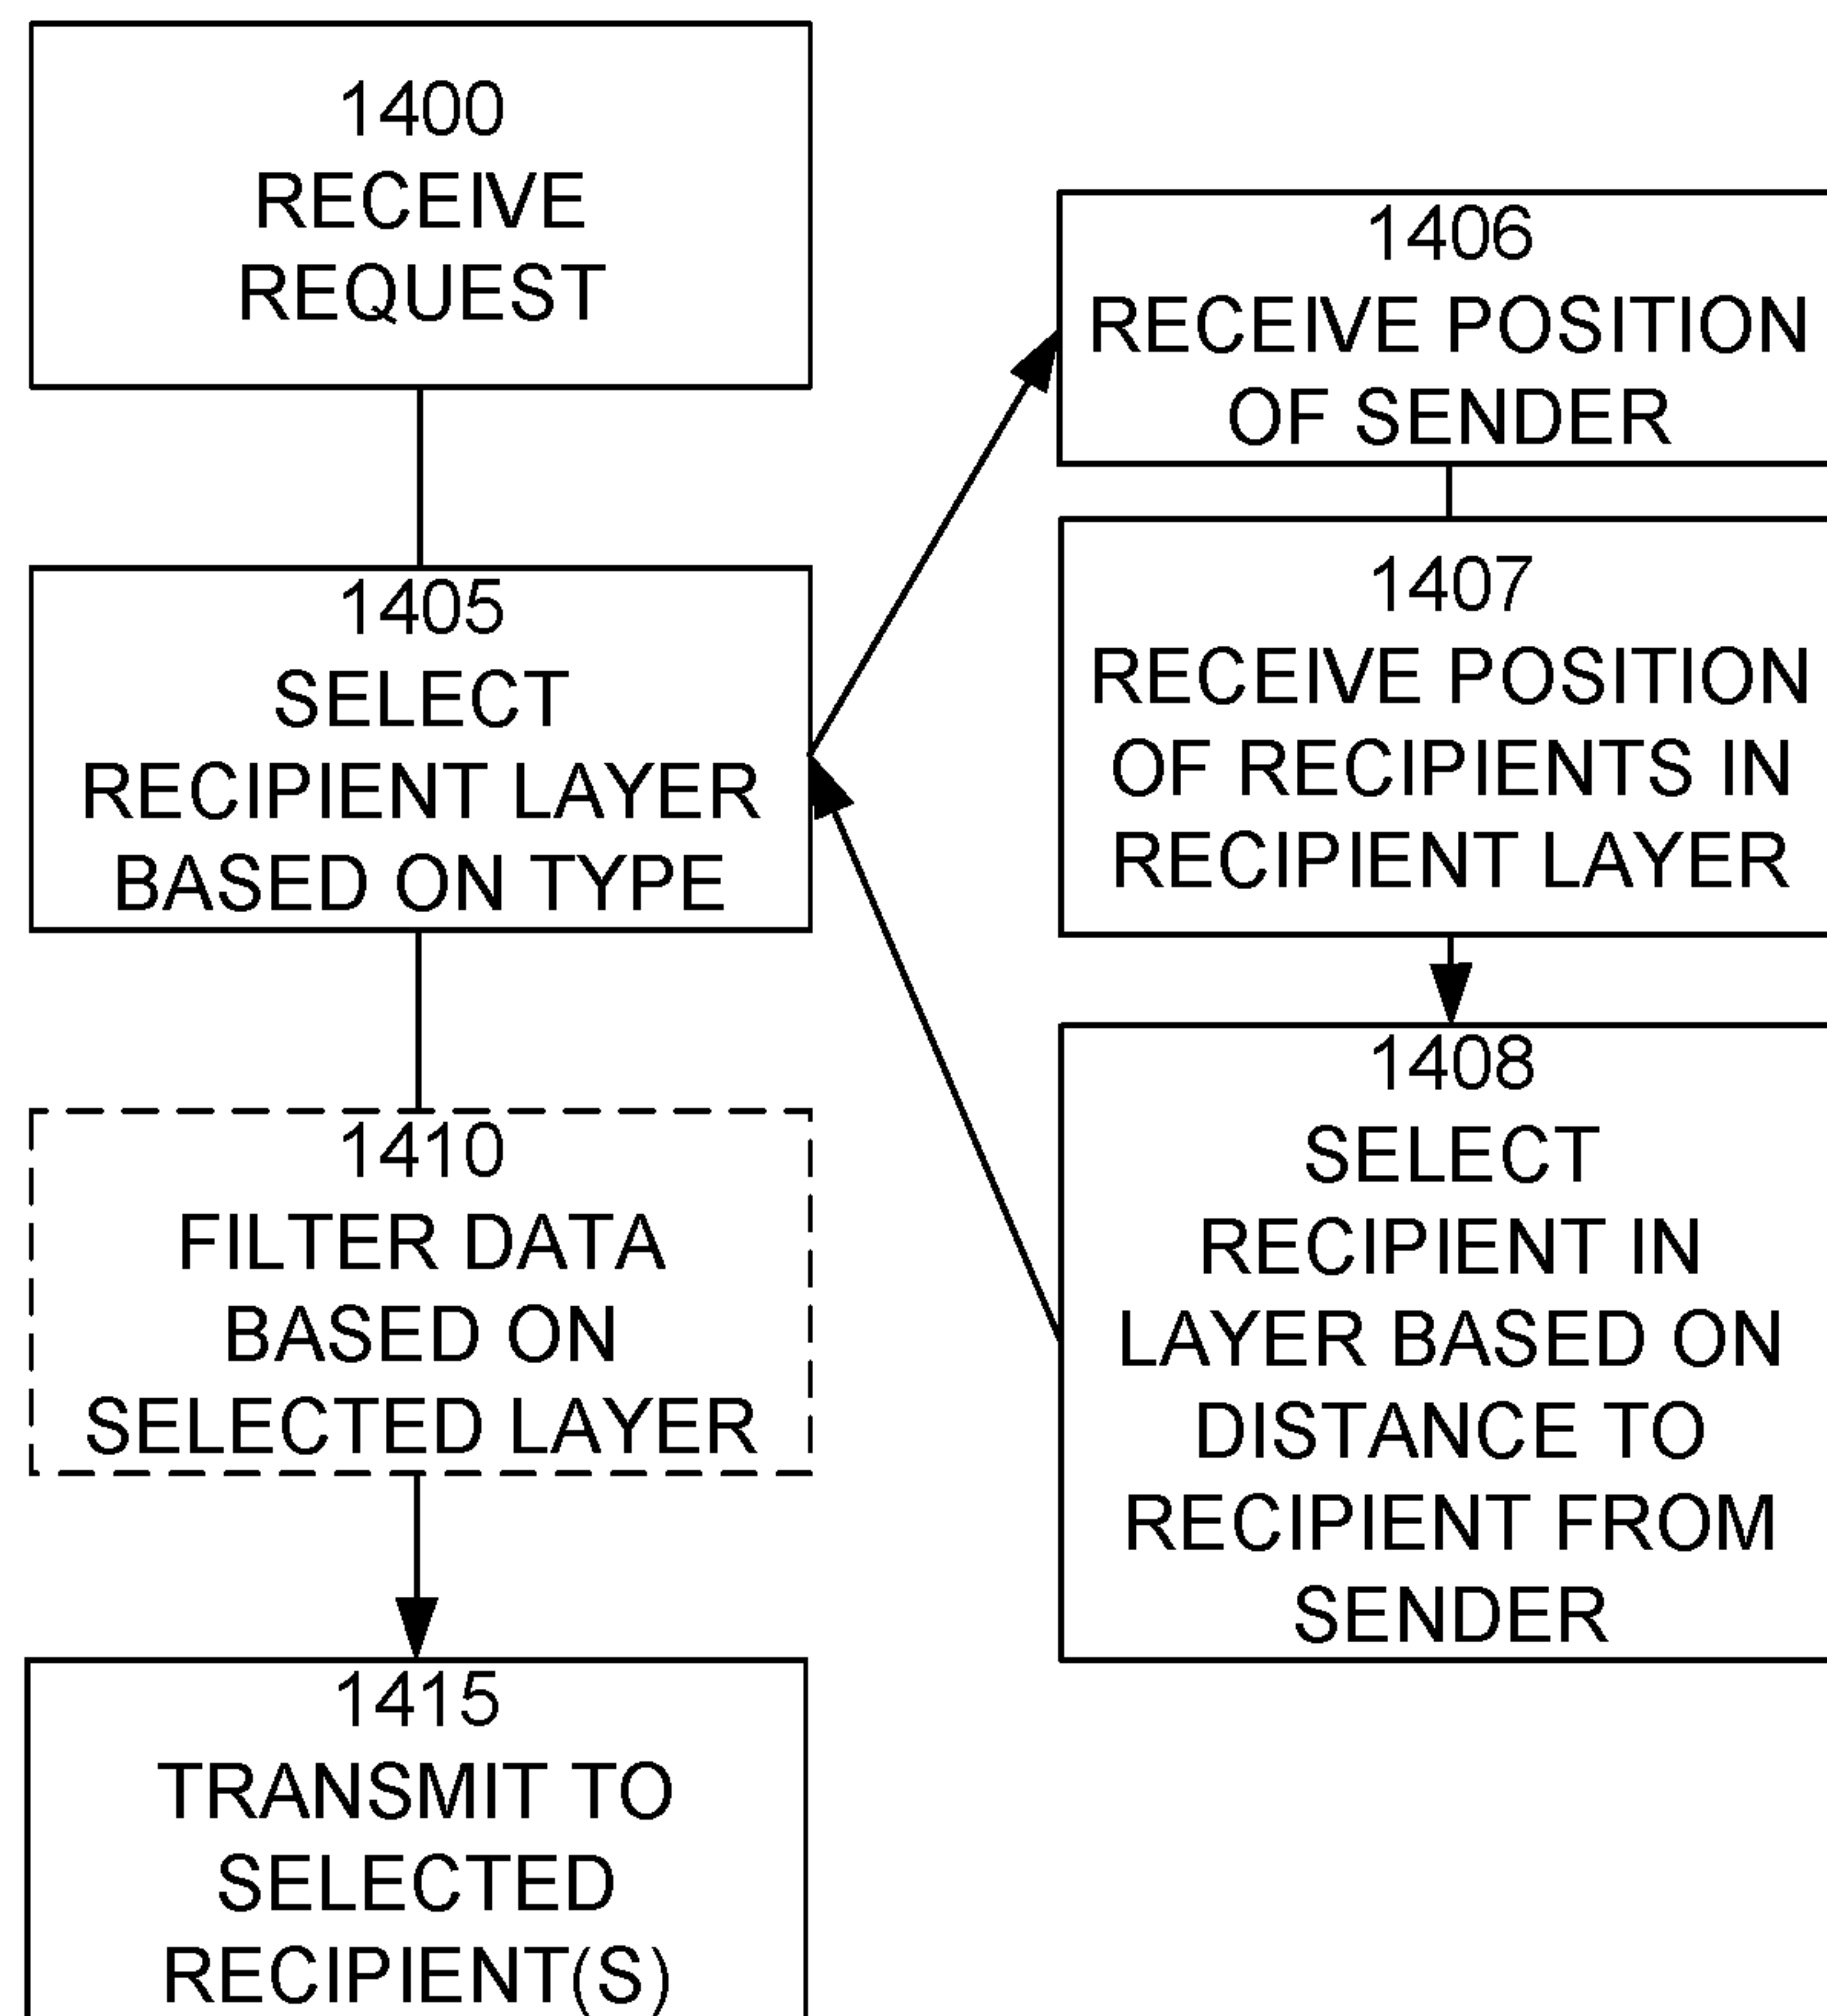 1400
RECEIVE
REQUEST
1405
SELECT
RECIPIENT LAYER
BASED ON TYPE
1406
RECEIVE POSITION
OF SENDER
1407
RECEIVE POSITION
OF RECIPIENTS IN
RECIPIENT LAYER
1408
SELECT
RECIPIENT IN
LAYER BASED ON
DISTANCE TO
RECIPIENT FROM
SENDER
1410
FILTER DATA
BASED ON
SELECTED LAYER
1415
TRANSMIT TO
SELECTED
RECIPIENT(S)